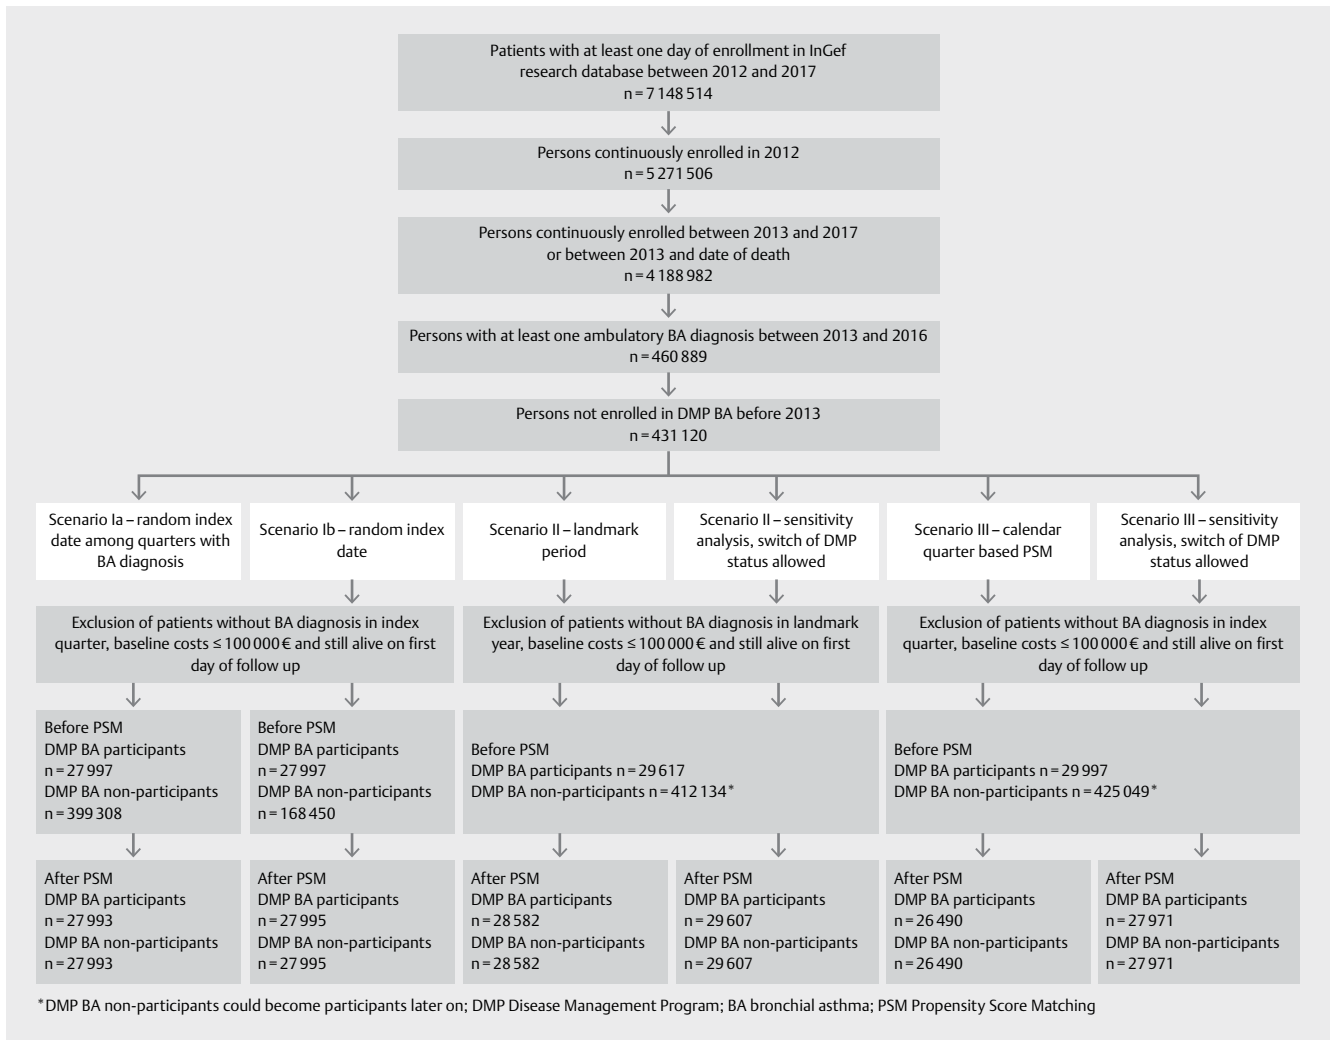 Patients with at least one day of enrollment in InGef
research database between 2012 and 2017
n = 7 148 514
Persons continuously enrolled in 2012
n = 5 271 506
Persons continuously enrolled between 2013 and 2017
or between 2013 and date of death
n = 4 188 982
Persons with at least one ambulatory BA diagnosis between 2013 and 2016
n = 460 889
Persons not enrolled in DMP BA before 2013
n = 431 120
Scenario Ia – random index
date among quarters with
BA diagnosis
Scenario Ib – random index
date
Scenario II – landmark
period
Scenario II – sensitivity
analysis, switch of DMP
status allowed
Scenario III – calendar
quarter based PSM
Scenario III – sensitivity
analysis, switch of DMP
status allowed
Exclusion of patients without BA diagnosis in index
quarter, baseline costs ≤ 100 000 € and still alive on first
day of follow up
Exclusion of patients without BA diagnosis in landmark
year, baseline costs ≤ 100 000 € and still alive on first
day of follow up
Exclusion of patients without BA diagnosis in index
quarter, baseline costs ≤ 100 000 € and still alive on first
day of follow up
Before PSM
DMP BA participants
n = 27 997
DMP BA non-participants
n = 399 308
Before PSM
DMP BA participants
n = 27 997
DMP BA non-participants
n = 168 450
Before PSM
DMP BA participants n = 29 617
DMP BA non-participants n = 412 134*
Before PSM
DMP BA participants n = 29 997
DMP BA non-participants n = 425 049*
After PSM
DMP BA participants
n = 27 993
DMP BA non-participants
n = 27 993
After PSM
DMP BA participants
n = 27 995
DMP BA non-participants
n = 27 995
After PSM
DMP BA participants
n = 28 582
DMP BA non-participants
n = 28 582
After PSM
DMP BA participants
n = 29 607
DMP BA non-participants
n = 29 607
After PSM
DMP BA participants
n = 26 490
DMP BA non-participants
n = 26 490
After PSM
DMP BA participants
n = 27 971
DMP BA non-participants
n = 27 971
*DMP BA non-participants could become participants later on; DMP Disease Management Program; BA bronchial asthma; PSM Propensity Score Matching